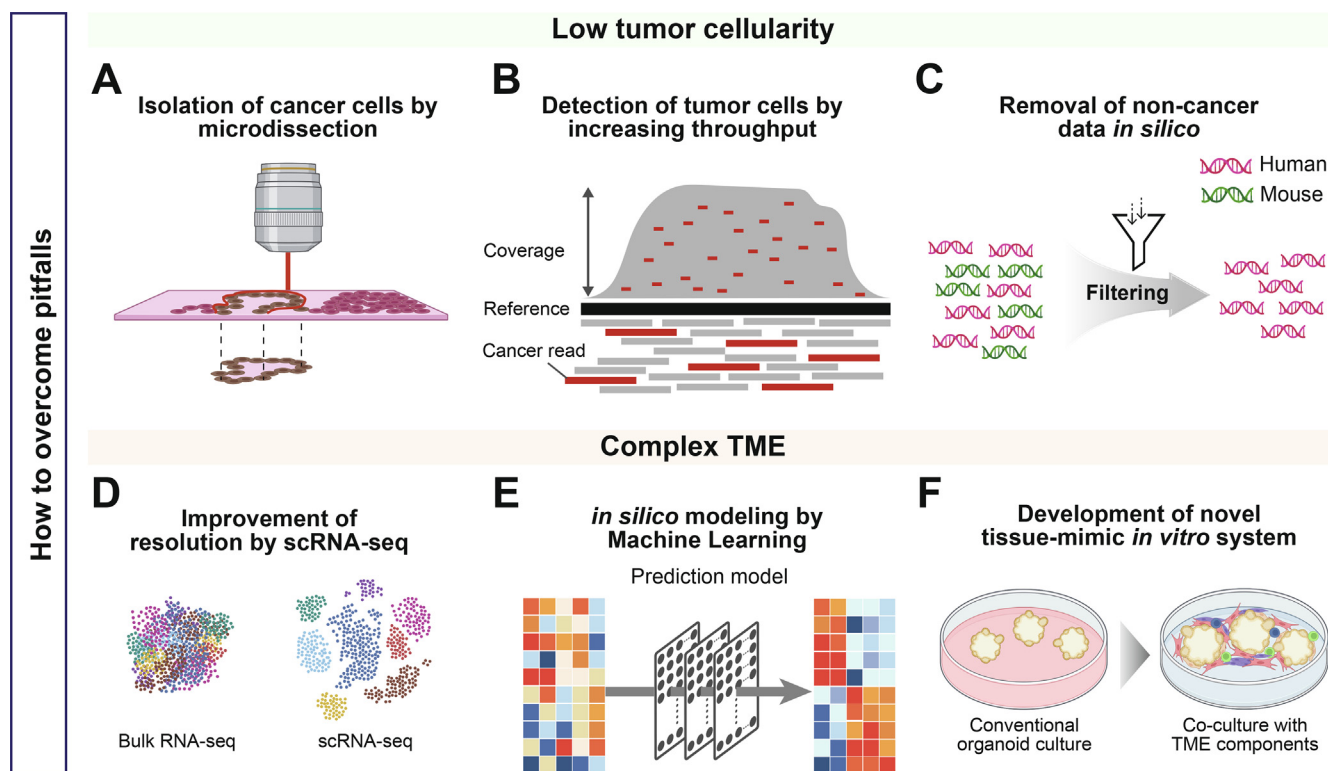 How to overcome pitfalls
Low tumor cellularity
A
Isolation of cancer cells by
microdissection
B
Detection of tumor cells by
increasing throughput
Coverage
Reference
Cancer read
C
Removal of non-cancer
data in silico
Human
Mouse
Filtering
Complex TME
D
Improvement of
resolution by scRNA-seq
Bulk RNA-seq
scRNA-seq
E
in silico modeling by
Machine Learning
Prediction model
F
Development of novel
tissue-mimic in vitro system
Conventional
organoid culture
Co-culture with
TME components